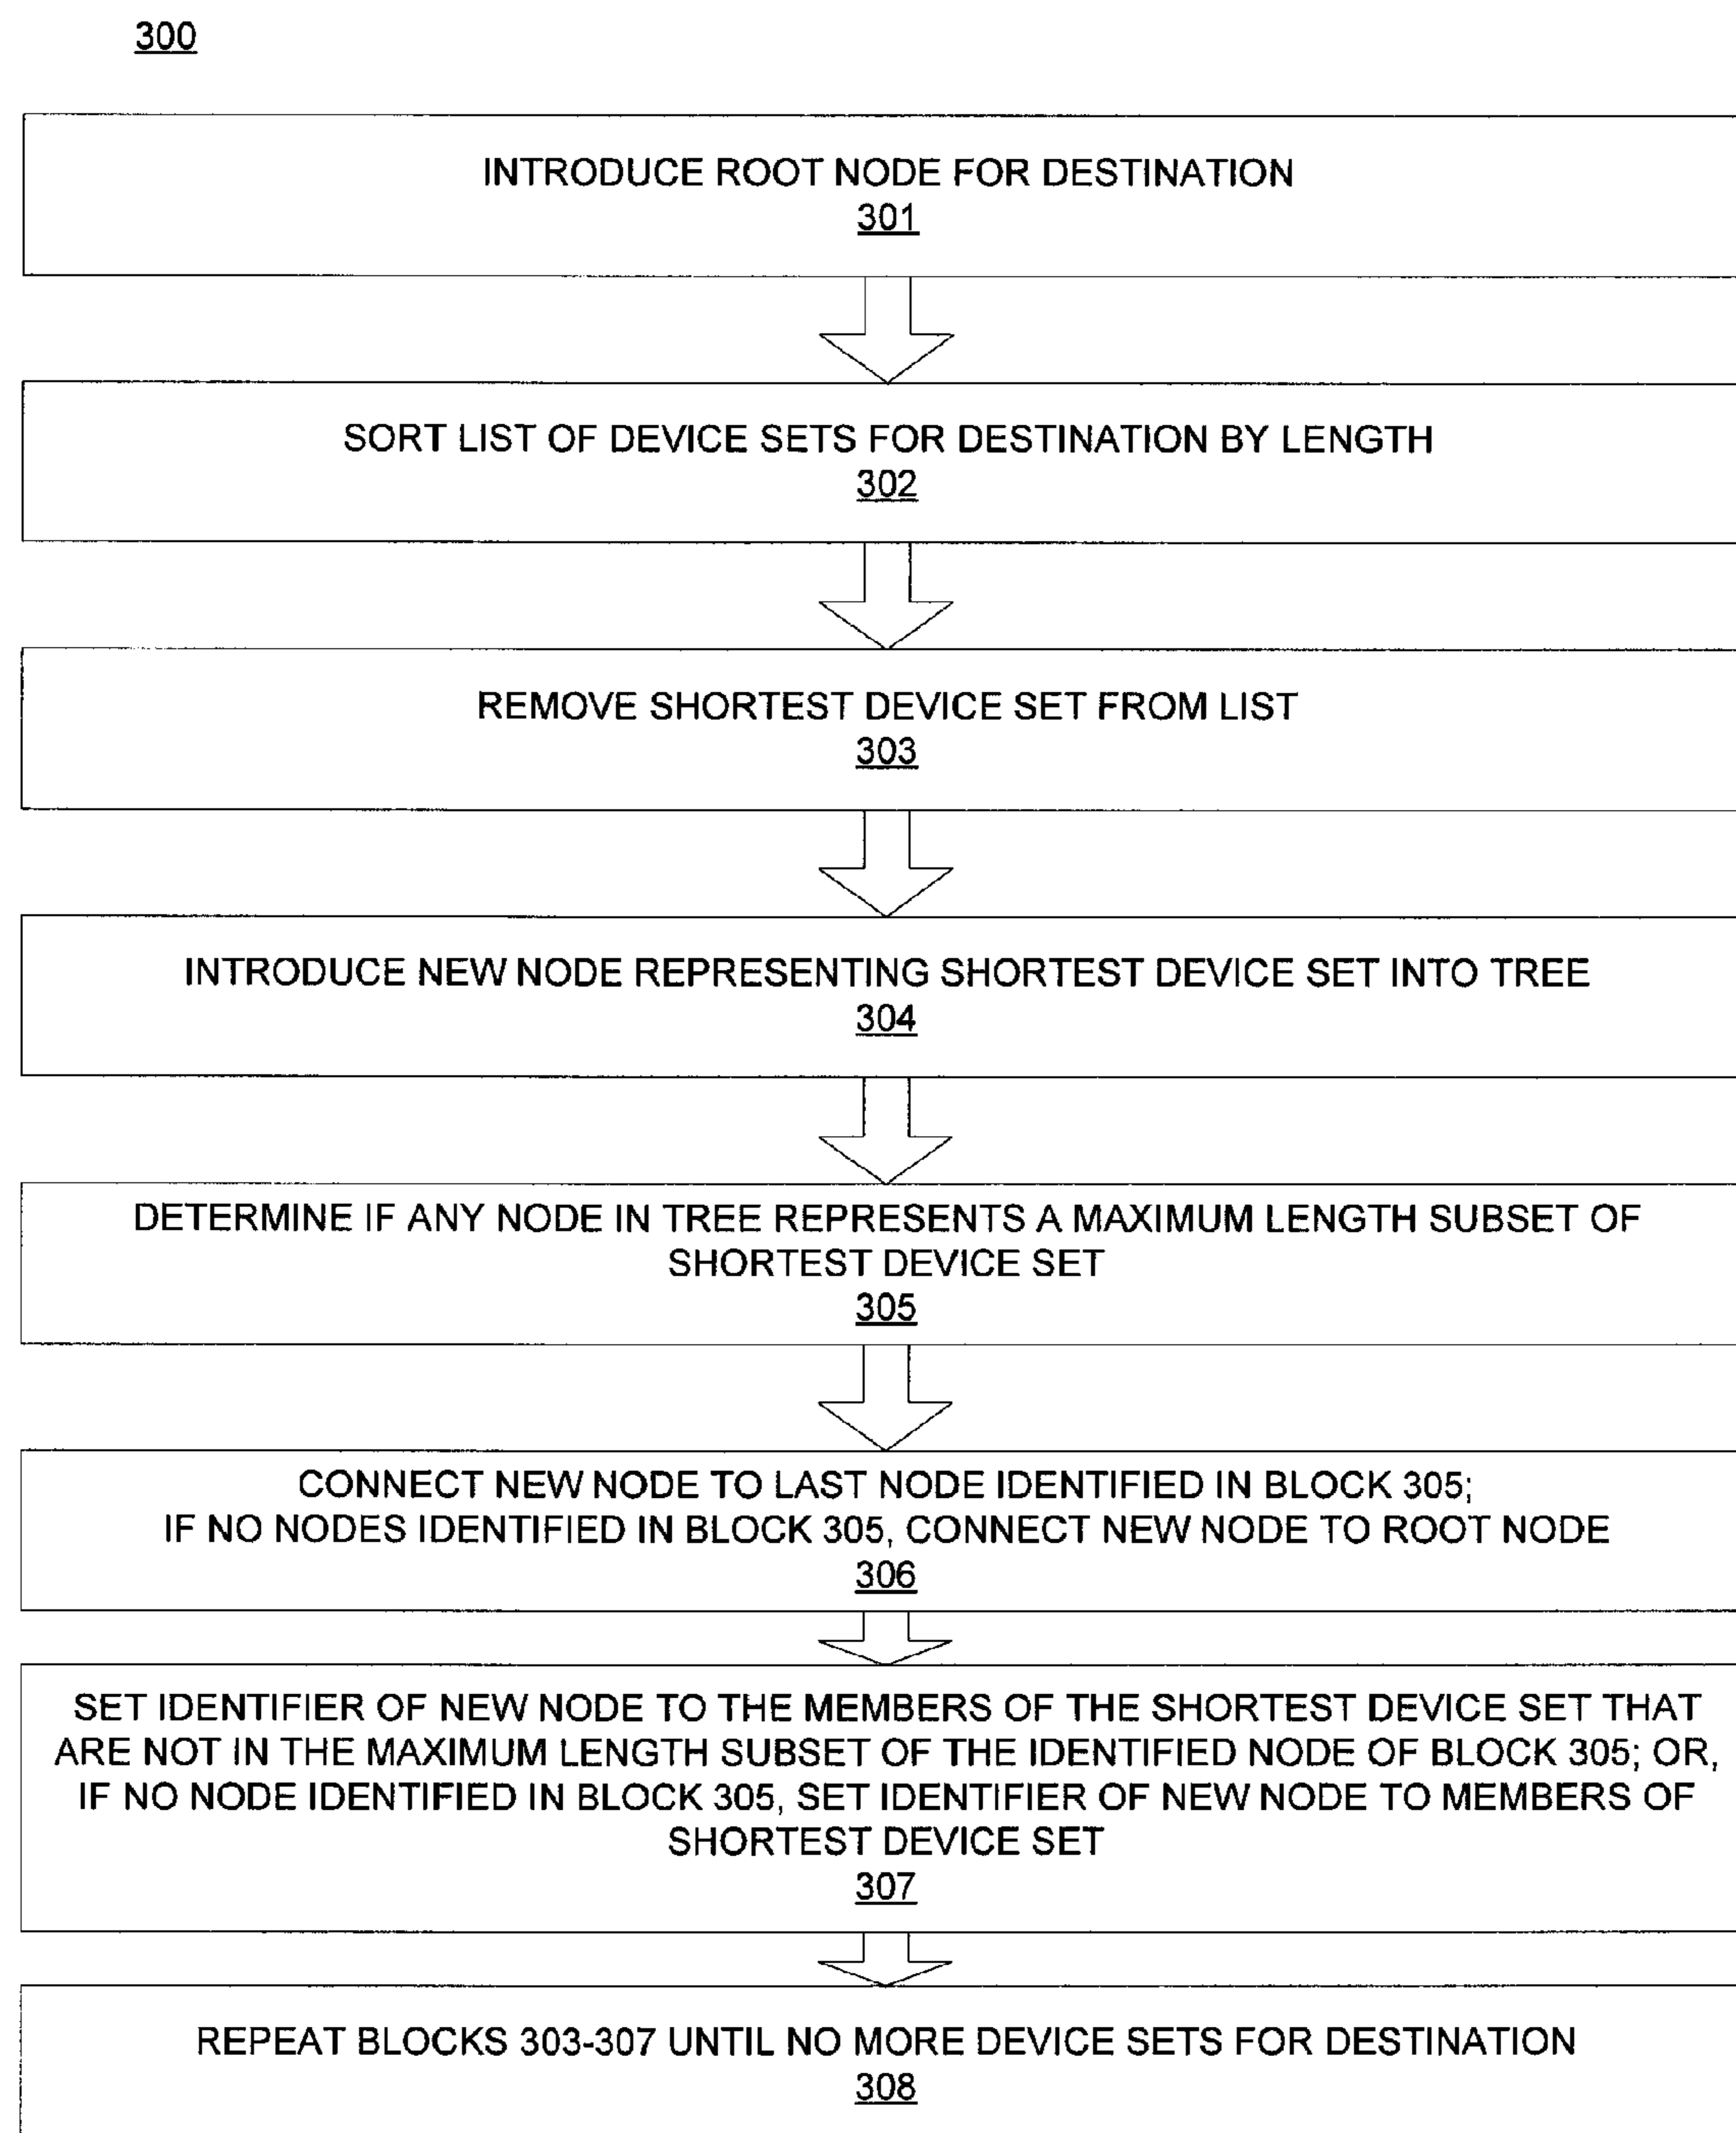 300
INTRODUCE ROOT NODE FOR DESTINATION
301
SORT LIST OF DEVICE SETS FOR DESTINATION BY LENGTH
302
REMOVE SHORTEST DEVICE SET FROM LIST
303
INTRODUCE NEW NODE REPRESENTING SHORTEST DEVICE SET INTO TREE
304
DETERMINE IF ANY NODE IN TREE REPRESENTS A MAXIMUM LENGTH SUBSET OF
SHORTEST DEVICE SET
305
CONNECT NEW NODE TO LAST NODE IDENTIFIED IN BLOCK 305;
IF NO NODES IDENTIFIED IN BLOCK 305, CONNECT NEW NODE TO ROOT NODE
306
SET IDENTIFIER OF NEW NODE TO THE MEMBERS OF THE SHORTEST DEVICE SET THAT
ARE NOT IN THE MAXIMUM LENGTH SUBSET OF THE IDENTIFIED NODE OF BLOCK 305; OR,
IF NO NODE IDENTIFIED IN BLOCK 305, SET IDENTIFIER OF NEW NODE TO MEMBERS OF
SHORTEST DEVICE SET
307
REPEAT BLOCKS 303-307 UNTIL NO MORE DEVICE SETS FOR DESTINATION
308